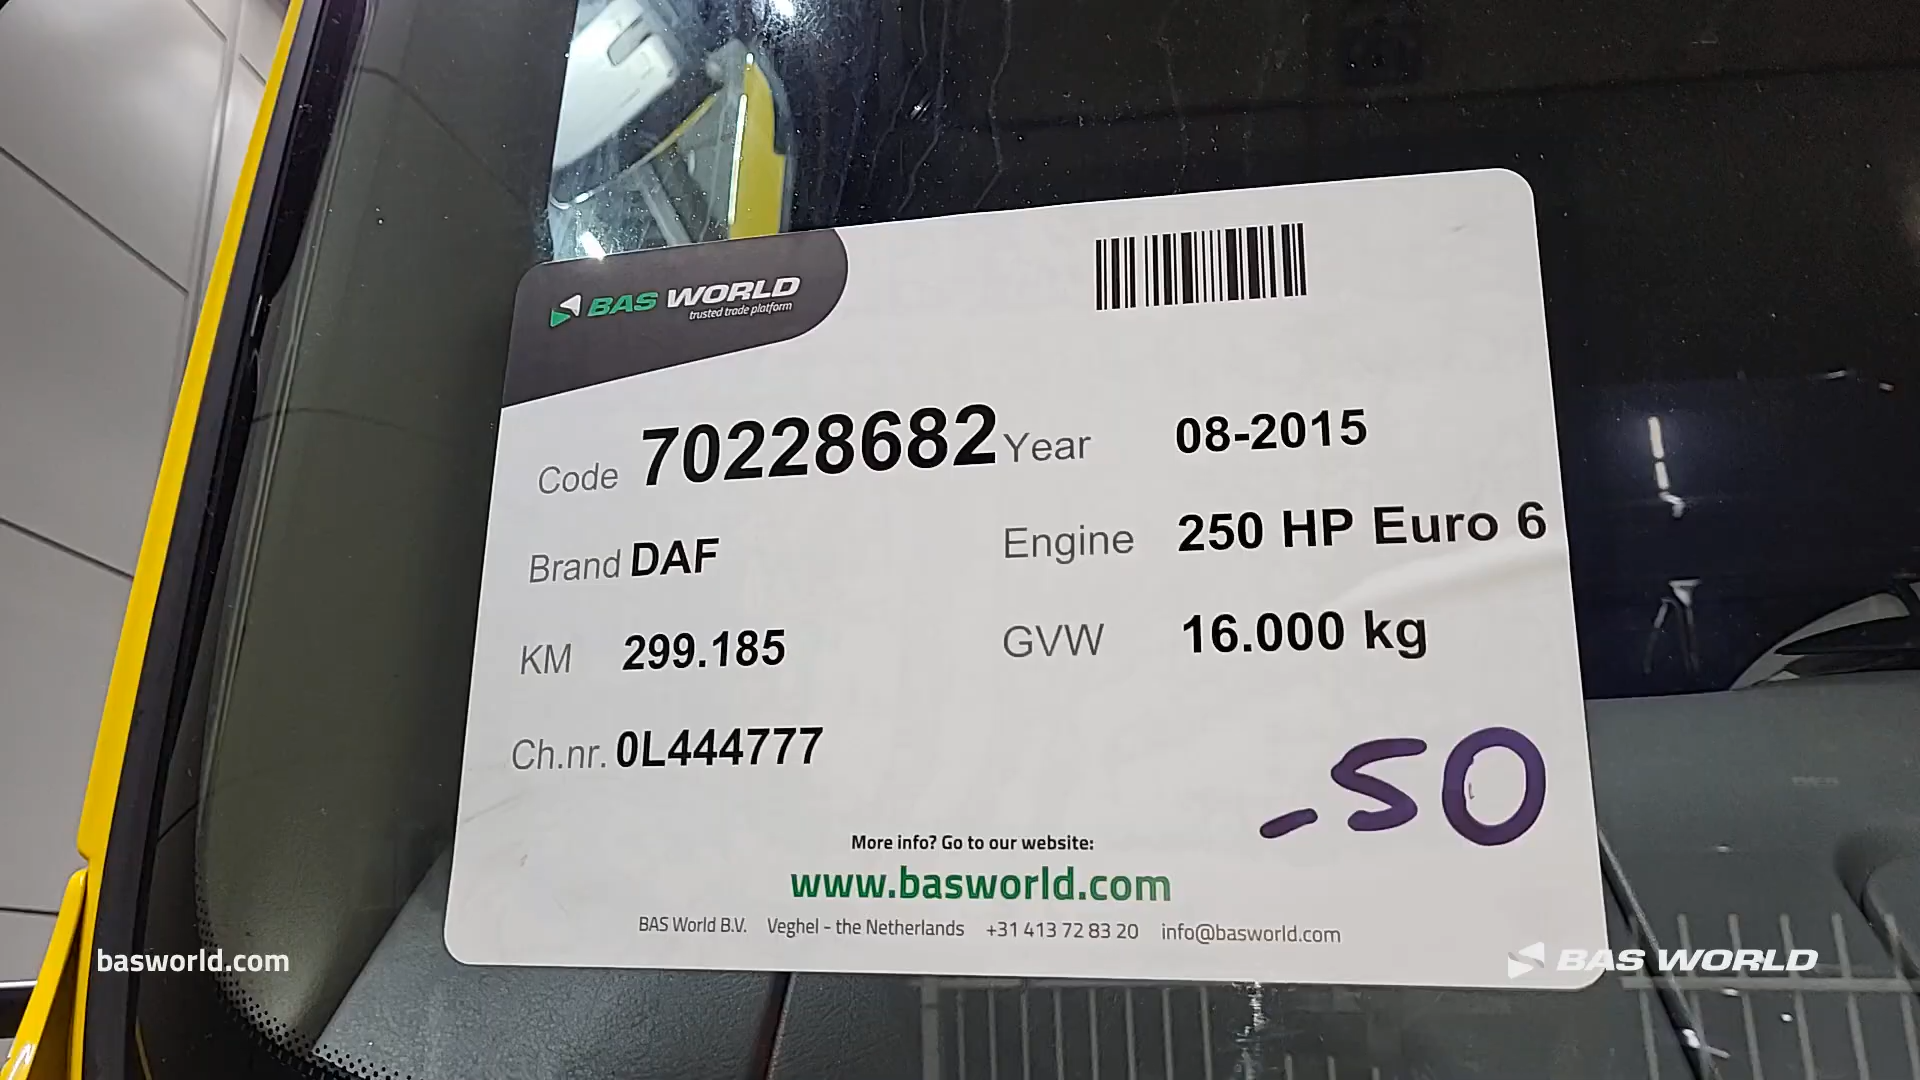 BAS WORLD
trusted trade platform
Code 70228682 Year 08-2015
Brand DAF Engine 250 HP Euro 6
KM 299.185 GVW 16.000 kg
Ch.nr. 0L444777
-50
More info? Go to our website:
www.basworld.com
BAS World B.V. Veghel - the Netherlands +31 413 72 83 20 info@basworld.com
basworld.com BAS WORLD